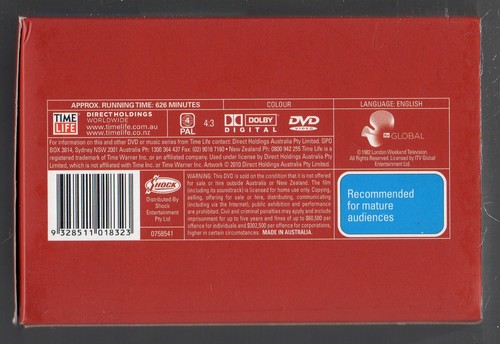 APPROX. RUNNING TIME: 626 MINUTES
COLOUR
LANGUAGE: ENGLISH
TIME
LIFE
DIRECT HOLDINGS
WORLDWIDE
www.timelife.com.au
www.timelife.co.nz
4
PAL
4:3
DOLBY
DIGITAL
DVD
VIDEO
itv GLOBAL
© 1982 London Weekend Television
All Rights Reserved. Licensed by ITV Global
Entertainment Ltd.
For information on this and other DVD or music series from Time Life contact: Direct Holdings Australia Pty Limited. GPO
BOX 3614, Sydney NSW 2001 Australia Ph: 1300 364 437 Fax: (02) 9018 7160 • New Zealand Ph: 0800 942 255 Time Life is a
registered trademark of Time Warner Inc. or an affiliated company. Used under license by Direct Holdings Australia Pty
Limited, which is not affiliated with Time Inc. or Time Warner Inc. Artwork © 2010 Direct Holdings Australia Pty Limited.
9 328511 018323
SHOCK
Distributed By
Shock
Entertainment
Pty Ltd
0758541
WARNING: This DVD is sold on the condition that it is not offered
for sale or hire outside Australia or New Zealand. The film
(including its soundtrack) is licensed for home use only. Copying,
selling, offering for sale or hire, distributing, communicating
(including via the Internet), public exhibition and performance
are prohibited. Civil and criminal penalties may apply and include
imprisonment for up to five years and fines of up to $60,500 per
offence for individuals and $302,500 per offence for corporations,
higher in certain circumstances. MADE IN AUSTRALIA.
Recommended
for mature
audiences